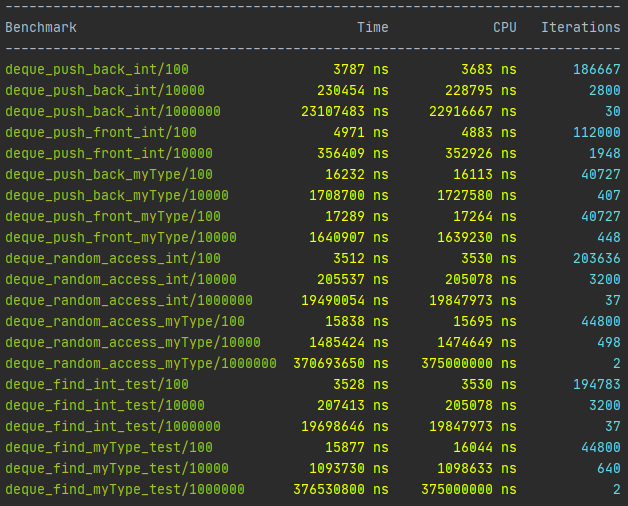 ---------------------------------------------------------------------------
Benchmark                                   Time             CPU   Iterations
---------------------------------------------------------------------------
deque_push_back_int/100                  3787 ns         3683 ns       186667
deque_push_back_int/10000              230454 ns       228795 ns         2800
deque_push_back_int/1000000          23107483 ns     22916667 ns           30
deque_push_front_int/100                 4971 ns         4883 ns       112000
deque_push_front_int/10000             356409 ns       352926 ns         1948
deque_push_back_myType/100              16232 ns        16113 ns        40727
deque_push_back_myType/10000          1708700 ns      1727580 ns          407
deque_push_front_myType/100             17289 ns        17264 ns        40727
deque_push_front_myType/10000         1640907 ns      1639230 ns          448
deque_random_access_int/100              3512 ns         3530 ns       203636
deque_random_access_int/10000          205537 ns       205078 ns         3200
deque_random_access_int/1000000      19490054 ns     19847973 ns           37
deque_random_access_myType/100          15838 ns        15695 ns        44800
deque_random_access_myType/10000      1485424 ns      1474649 ns          498
deque_random_access_myType/1000000  370693650 ns    375000000 ns            2
deque_find_int_test/100                  3528 ns         3530 ns       194783
deque_find_int_test/10000              207413 ns       205078 ns         3200
deque_find_int_test/1000000          19698646 ns     19847973 ns           37
deque_find_myType_test/100              15877 ns        16044 ns        44800
deque_find_myType_test/10000          1093730 ns      1098633 ns          640
deque_find_myType_test/1000000      376530800 ns    375000000 ns            2